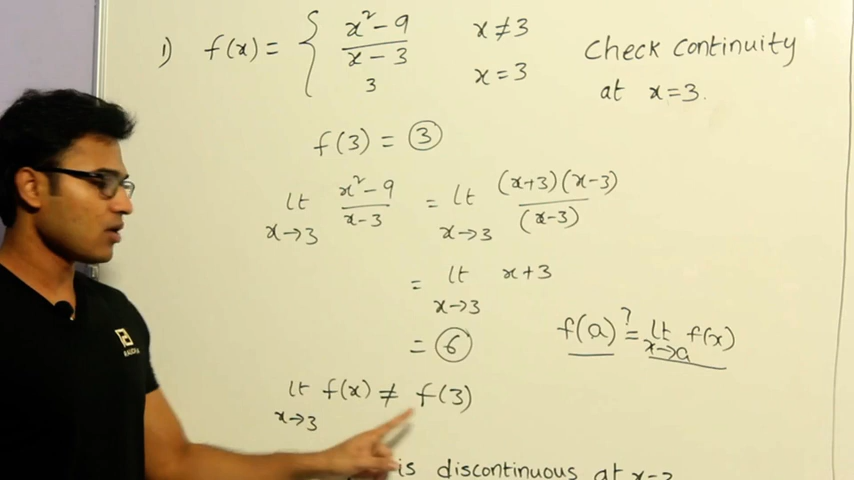 1) f(x) = { x² - 9 / x - 3   x ≠ 3
3   x = 3
Check continuity
at x = 3.
f(3) = 3
lt x→3 x² - 9 / x - 3 = lt x→3 (x+3)(x-3) / (x-3)
= lt x→3 x+3
= 6
f(a) ?= lt x→a f(x)
lt x→3 f(x) ≠ f(3)
is discontinuous at x=3